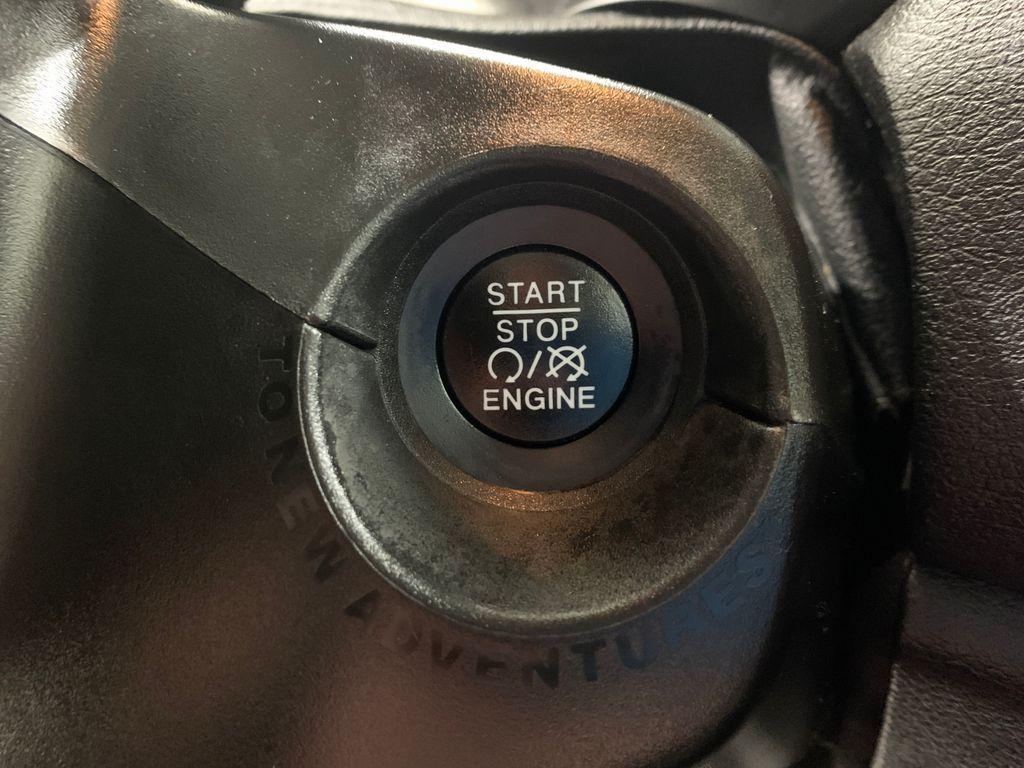 START
STOP
/
ENGINE
TO NEW ADVENTURES